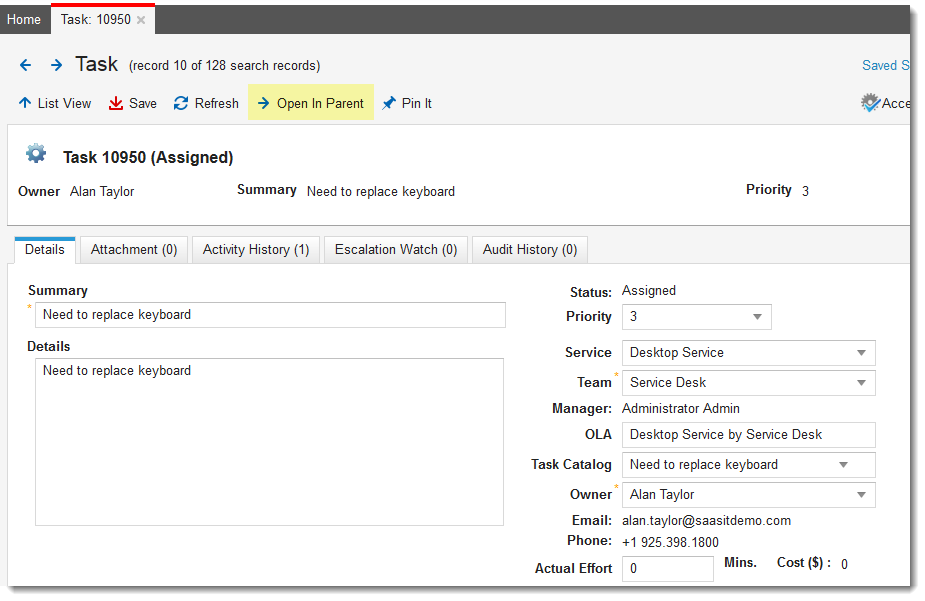 Home Task: 10950 ×
Task (record 10 of 128 search records) Saved S
List View Save Refresh Open In Parent Pin It Acce
Task 10950 (Assigned)
Owner Alan Taylor Summary Need to replace keyboard Priority 3
Details Attachment (0) Activity History (1) Escalation Watch (0) Audit History (0)
Summary
* Need to replace keyboard
Details
Need to replace keyboard
Status: Assigned
Priority 3
Service Desktop Service
Team * Service Desk
Manager: Administrator Admin
OLA Desktop Service by Service Desk
Task Catalog Need to replace keyboard
Owner * Alan Taylor
Email: alan.taylor@saasitdemo.com
Phone: +1 925.398.1800
Actual Effort 0 Mins. Cost ($) : 0